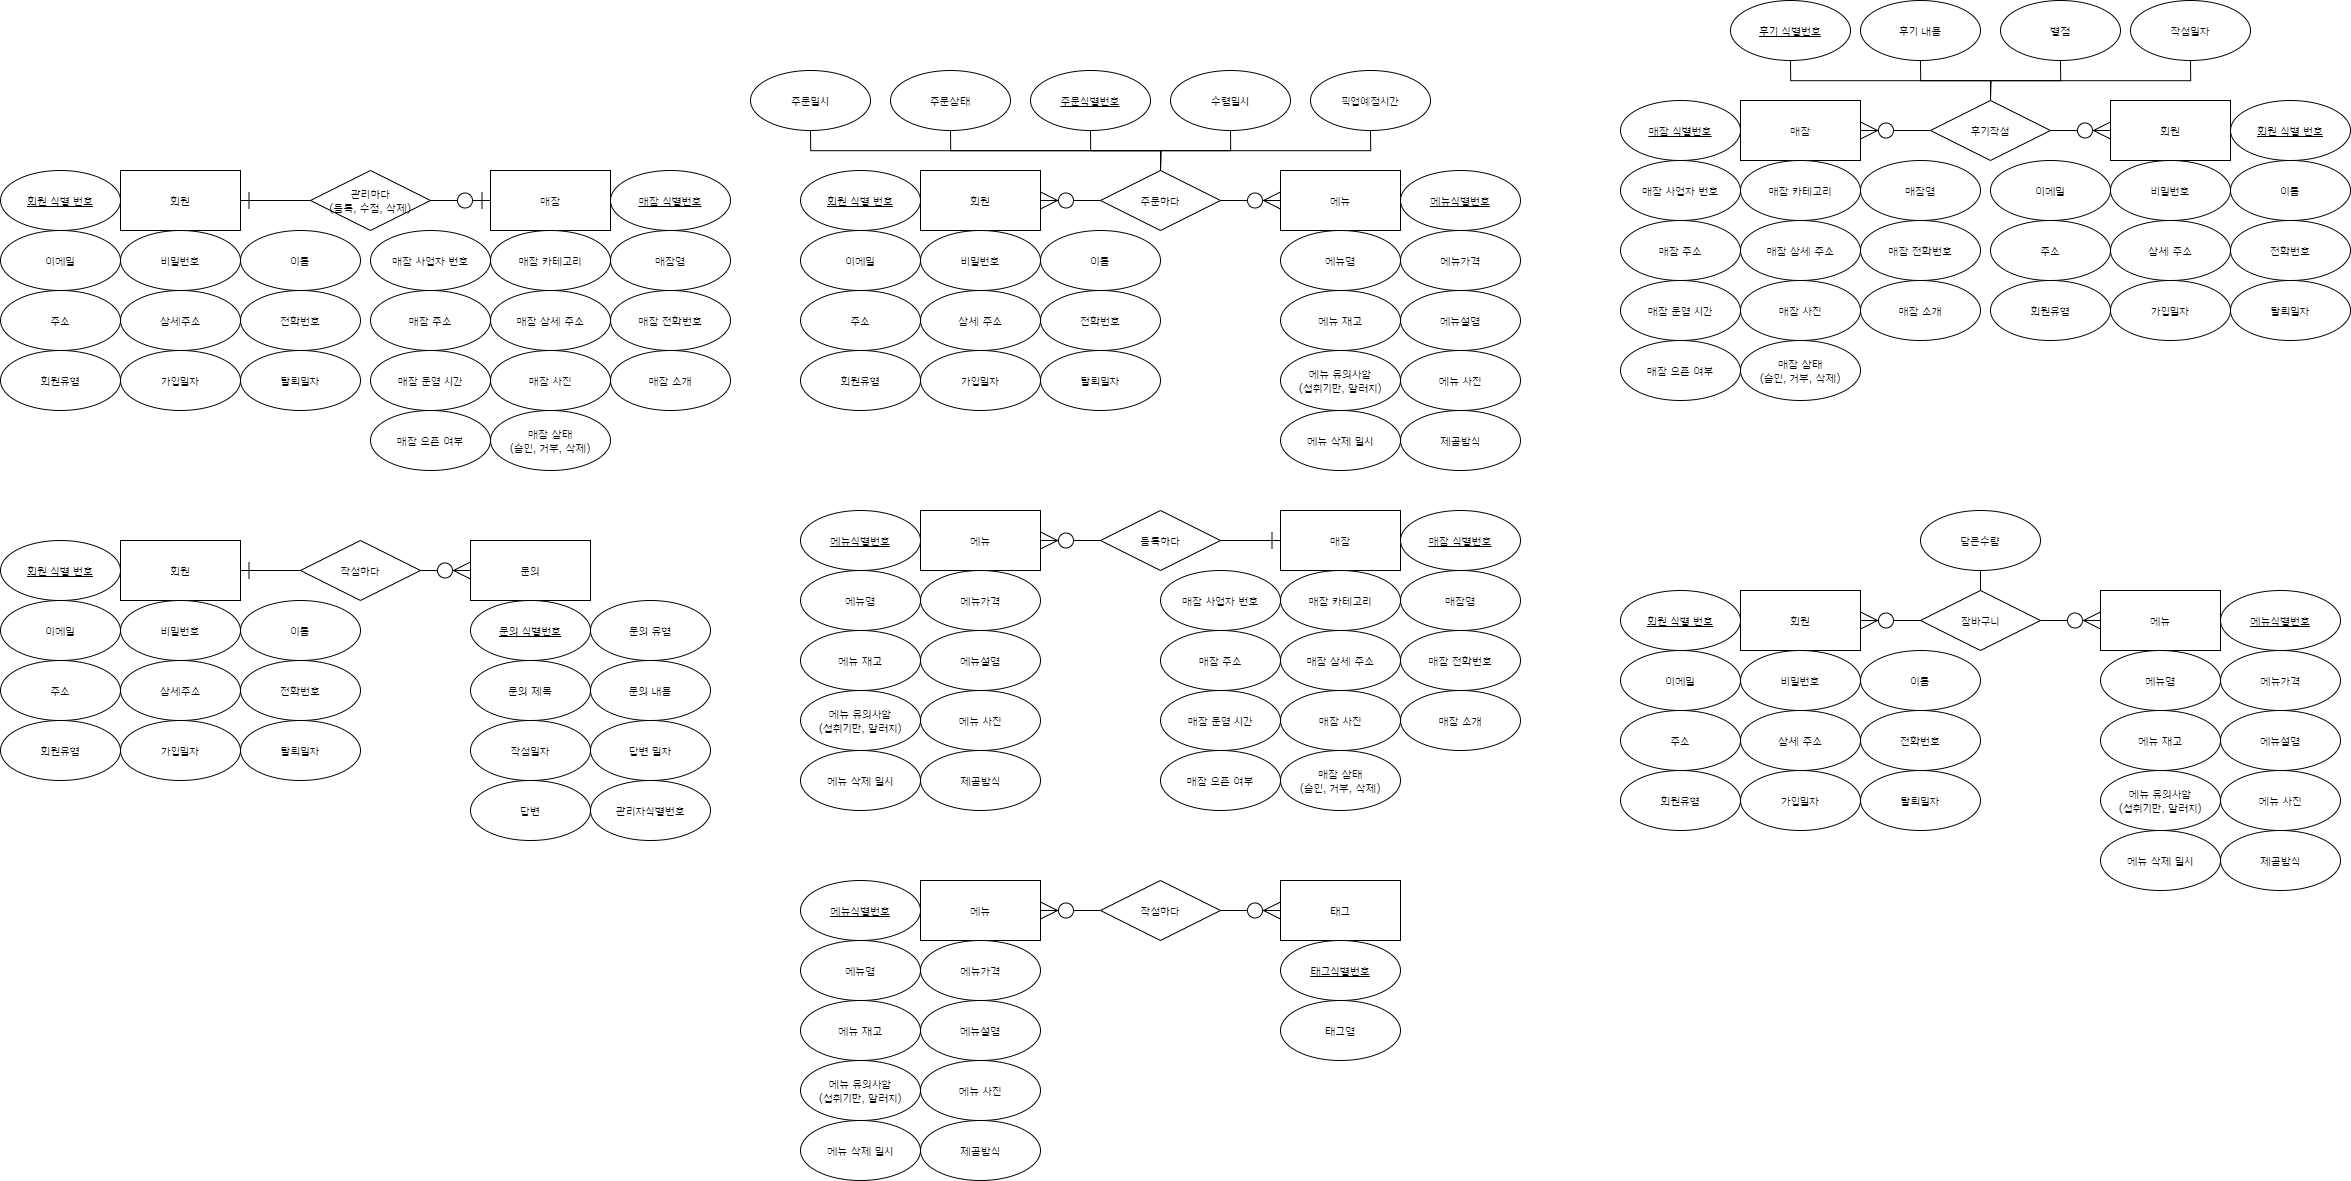 주문일시
주문상태
주문식별번호
수령일시
픽업예정시간
후기 식별번호
후기 내용
별점
작성일자
회원 식별 번호
회원
관리하다
(등록, 수정, 삭제)
매장
매장 식별번호
이메일
비밀번호
이름
매장 사업자 번호
매장 카테고리
매장명
주소
상세주소
전화번호
매장 주소
매장 상세 주소
매장 전화번호
회원유형
가입일자
탈퇴일자
매장 운영 시간
매장 사진
매장 소개
매장 오픈 여부
매장 상태
(승인, 거부, 삭제)
회원 식별 번호
회원
주문하다
메뉴
메뉴식별번호
이메일
비밀번호
이름
메뉴명
메뉴가격
주소
상세 주소
전화번호
메뉴 재고
메뉴설명
회원유형
가입일자
탈퇴일자
메뉴 유의사암
(섭취기만, 알러지)
메뉴 사진
메뉴 삭제 일시
제공방식
매장 식별번호
매장
후기작성
회원
회원 식별 번호
매장 사업자 번호
매장 카테고리
매장명
이메일
비밀번호
이름
매장 주소
매장 상세 주소
매장 전화번호
주소
상세 주소
전화번호
매장 운영 시간
매장 사진
매장 소개
회원유형
가입일자
탈퇴일자
매장 오픈 여부
매장 상태
(승인, 거부, 삭제)
회원 식별 번호
회원
작성하다
문의
이메일
비밀번호
이름
문의 식별번호
문의 유형
주소
상세주소
전화번호
문의 제목
문의 내용
회원유형
가입일자
탈퇴일자
작성일자
답변 일자
답변
관리자식별번호
메뉴식별번호
메뉴
등록하다
매장
매장 식별번호
메뉴명
메뉴가격
매장 사업자 번호
매장 카테고리
매장명
메뉴 재고
메뉴설명
매장 주소
매장 상세 주소
매장 전화번호
메뉴 유의사암
(섭취기만, 알러지)
메뉴 사진
매장 운영 시간
매장 사진
매장 소개
메뉴 삭제 일시
제공방식
매장 오픈 여부
매장 상태
(승인, 거부, 삭제)
담은수량
회원 식별 번호
회원
장바구니
메뉴
메뉴식별번호
이메일
비밀번호
이름
메뉴명
메뉴가격
주소
상세 주소
전화번호
메뉴 재고
메뉴설명
회원유형
가입일자
탈퇴일자
메뉴 유의사암
(섭취기만, 알러지)
메뉴 사진
메뉴 삭제 일시
제공방식
메뉴식별번호
메뉴
작성하다
태그
메뉴명
메뉴가격
태그식별번호
메뉴 재고
메뉴설명
태그명
메뉴 유의사암
(섭취기만, 알러지)
메뉴 사진
메뉴 삭제 일시
제공방식